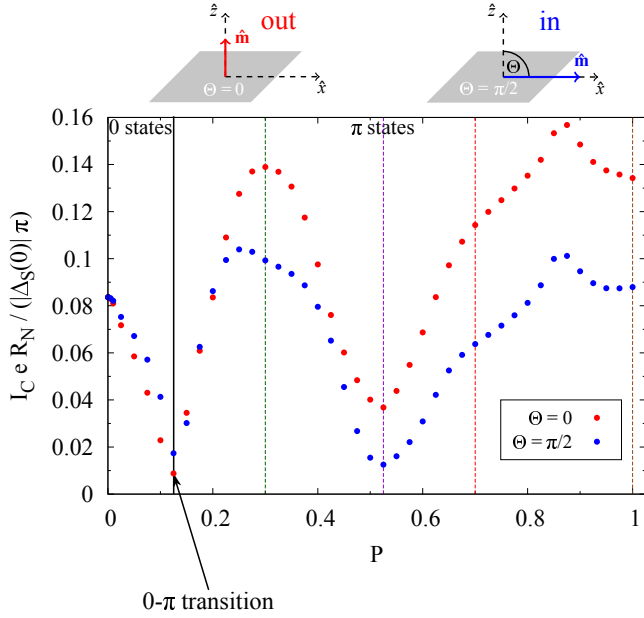 out
in
ẑ
m̂
x̂
Θ = 0
ẑ
Θ
m̂
x̂
Θ = π/2
0 states
π states
I_C e R_N / (|Δ_S(0)| π)
0.16
0.14
0.12
0.1
0.08
0.06
0.04
0.02
0
Θ = 0
Θ = π/2
0 0.2 0.4 0.6 0.8 1
P
0-π transition